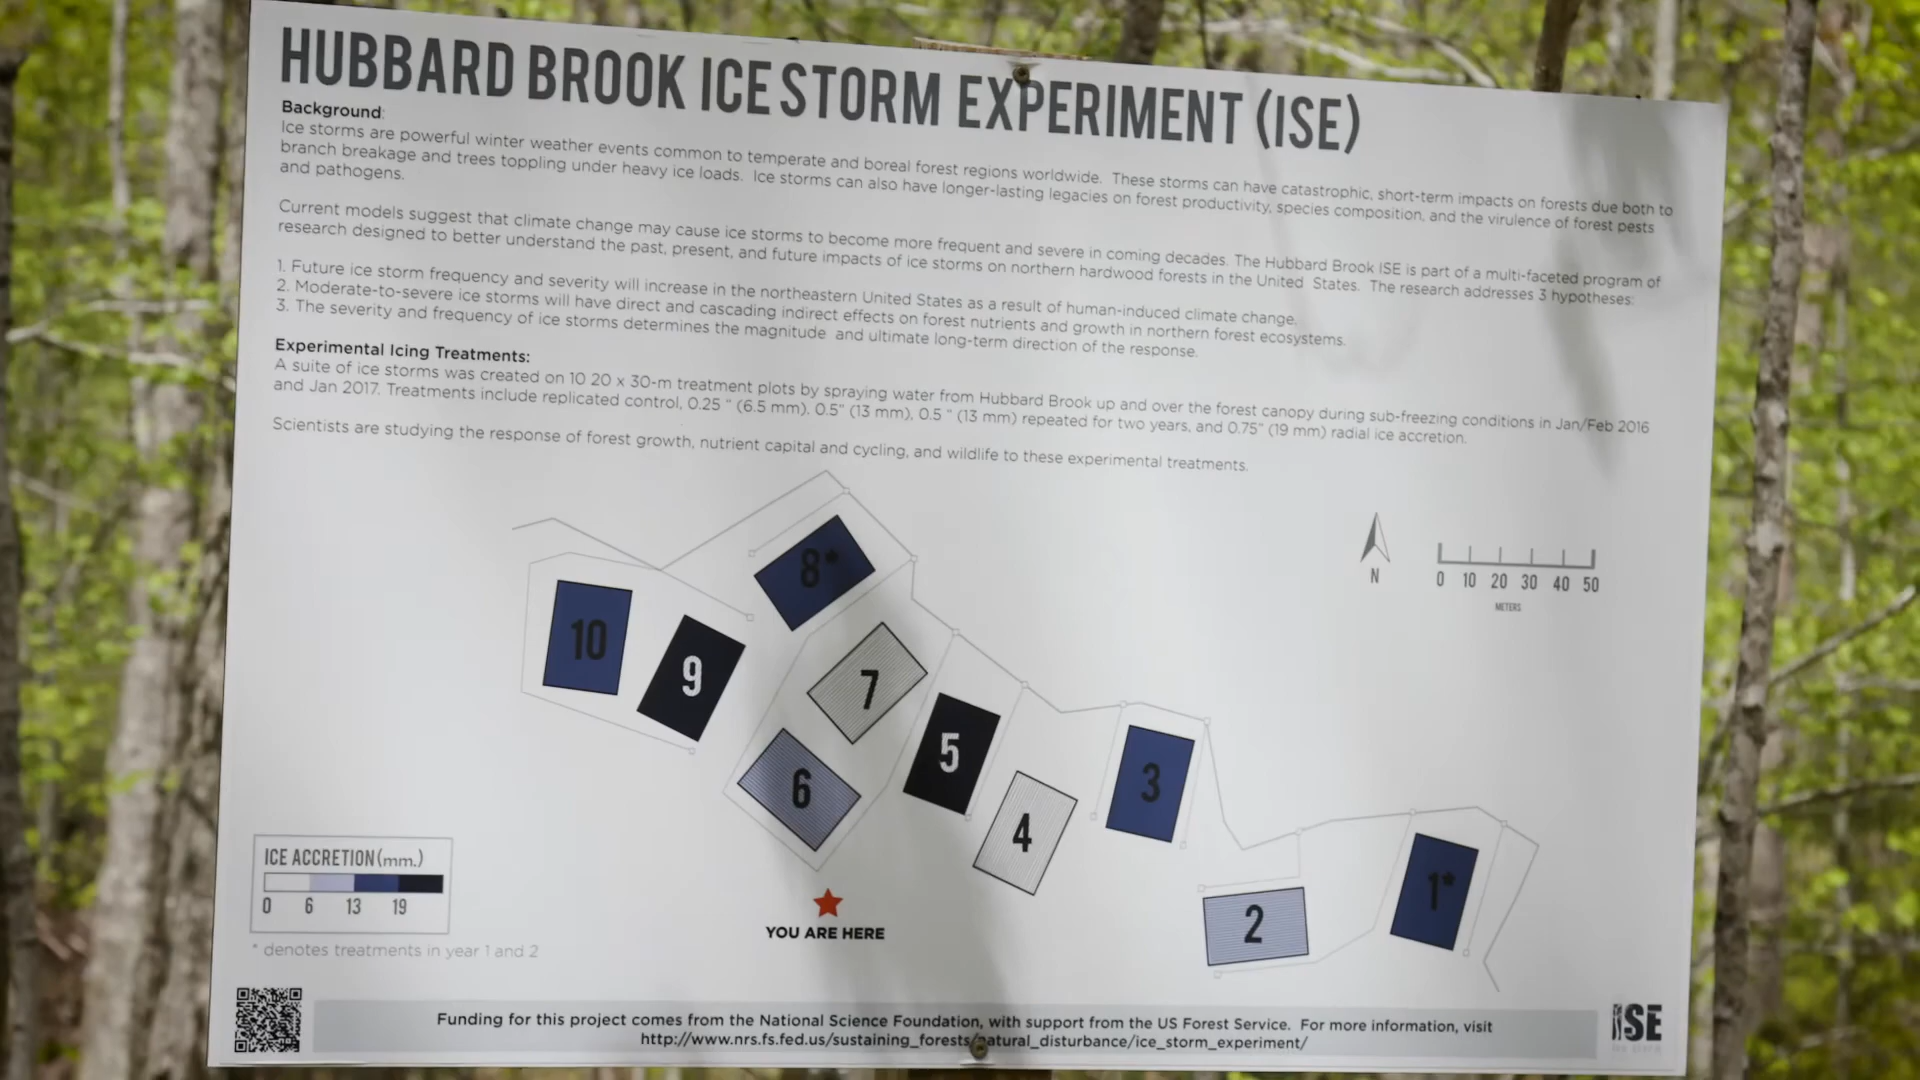 HUBBARD BROOK ICE STORM EXPERIMENT (ISE)
Background:
Ice storms are powerful winter weather events common to temperate and boreal forest regions worldwide. These storms can have catastrophic, short-term impacts on forests due both to
branch breakage and trees toppling under heavy ice loads. Ice storms can also have longer-lasting legacies on forest productivity, species composition, and the virulence of forest pests
and pathogens.
Current models suggest that climate change may cause ice storms to become more frequent and severe in coming decades. The Hubbard Brook ISE is part of a multi-faceted program of
research designed to better understand the past, present, and future impacts of ice storms on northern hardwood forests in the United States. The research addresses 3 hypotheses:
1. Future ice storm frequency and severity will increase in the northeastern United States as a result of human-induced climate change.
2. Moderate-to-severe ice storms will have direct and cascading indirect effects on forest nutrients and growth in northern forest ecosystems.
3. The severity and frequency of ice storms determines the magnitude and ultimate long-term direction of the response.
Experimental Icing Treatments:
A suite of ice storms was created on 10 20 x 30-m treatment plots by spraying water from Hubbard Brook up and over the forest canopy during sub-freezing conditions in Jan/Feb 2016
and Jan 2017. Treatments include replicated control, 0.25 " (6.5 mm), 0.5" (13 mm), 0.5 " (13 mm) repeated for two years, and 0.75" (19 mm) radial ice accretion.
Scientists are studying the response of forest growth, nutrient capital and cycling, and wildlife to these experimental treatments.
8*
10
9
7
6
5
4
3
2
1*
N
0 10 20 30 40 50
METERS
ICE ACCRETION (mm.)
0 6 13 19
* denotes treatments in year 1 and 2
YOU ARE HERE
Funding for this project comes from the National Science Foundation, with support from the US Forest Service. For more information, visit
http://www.nrs.fs.fed.us/sustaining_forests/natural_disturbance/ice_storm_experiment/
ISE